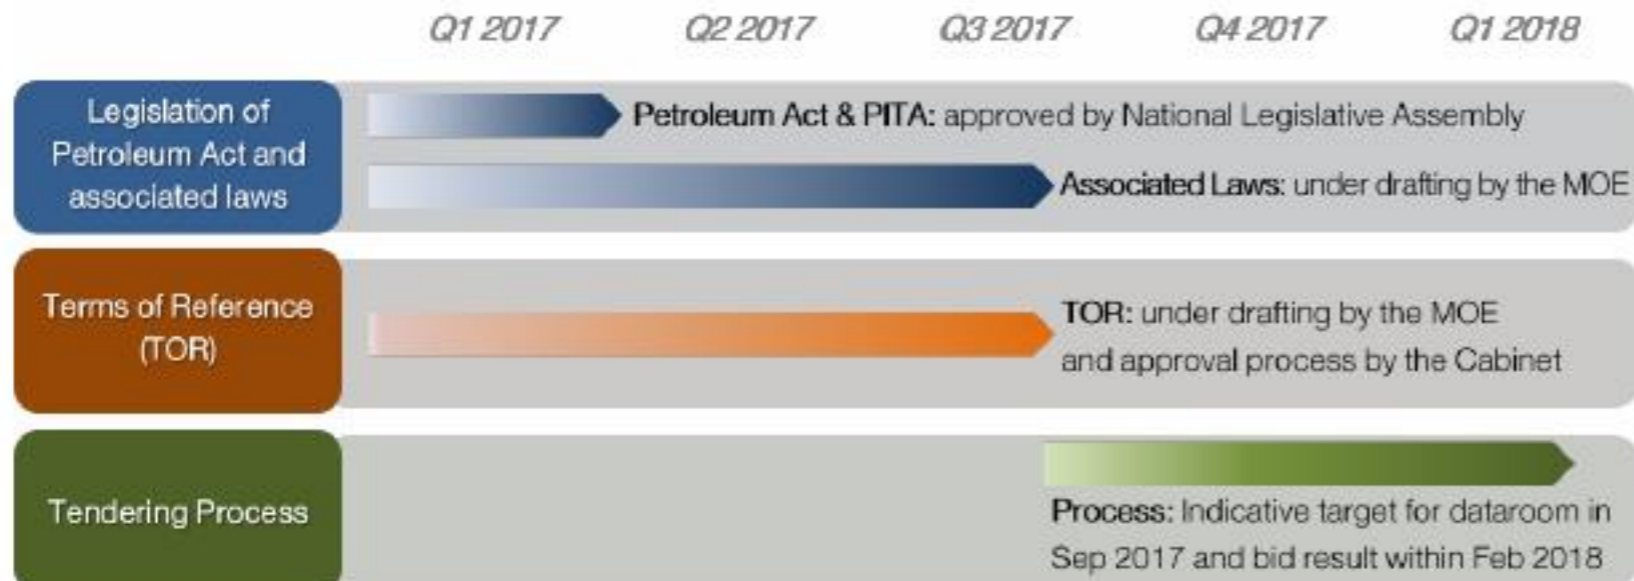 Q1 2017 Q2 2017 Q3 2017 Q4 2017 Q1 2018
Legislation of
Petroleum Act and
associated laws
Petroleum Act & PITA: approved by National Legislative Assembly
Associated Laws: under drafting by the MOE
Terms of Reference
(TOR)
TOR: under drafting by the MOE
and approval process by the Cabinet
Tendering Process
Process: Indicative target for dataroom in
Sep 2017 and bid result within Feb 2018